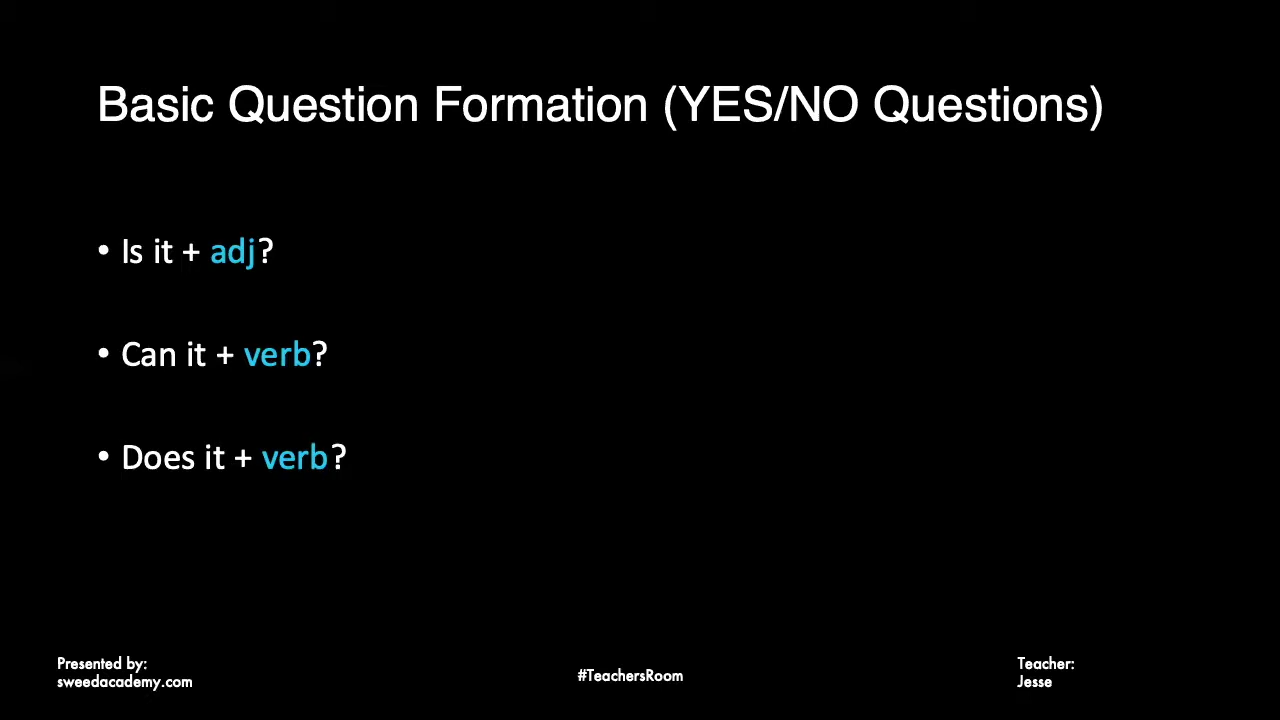 Basic Question Formation (YES/NO Questions)
• Is it + adj?
• Can it + verb?
• Does it + verb?
Presented by:
sweedacademy.com
#TeachersRoom
Teacher:
Jesse